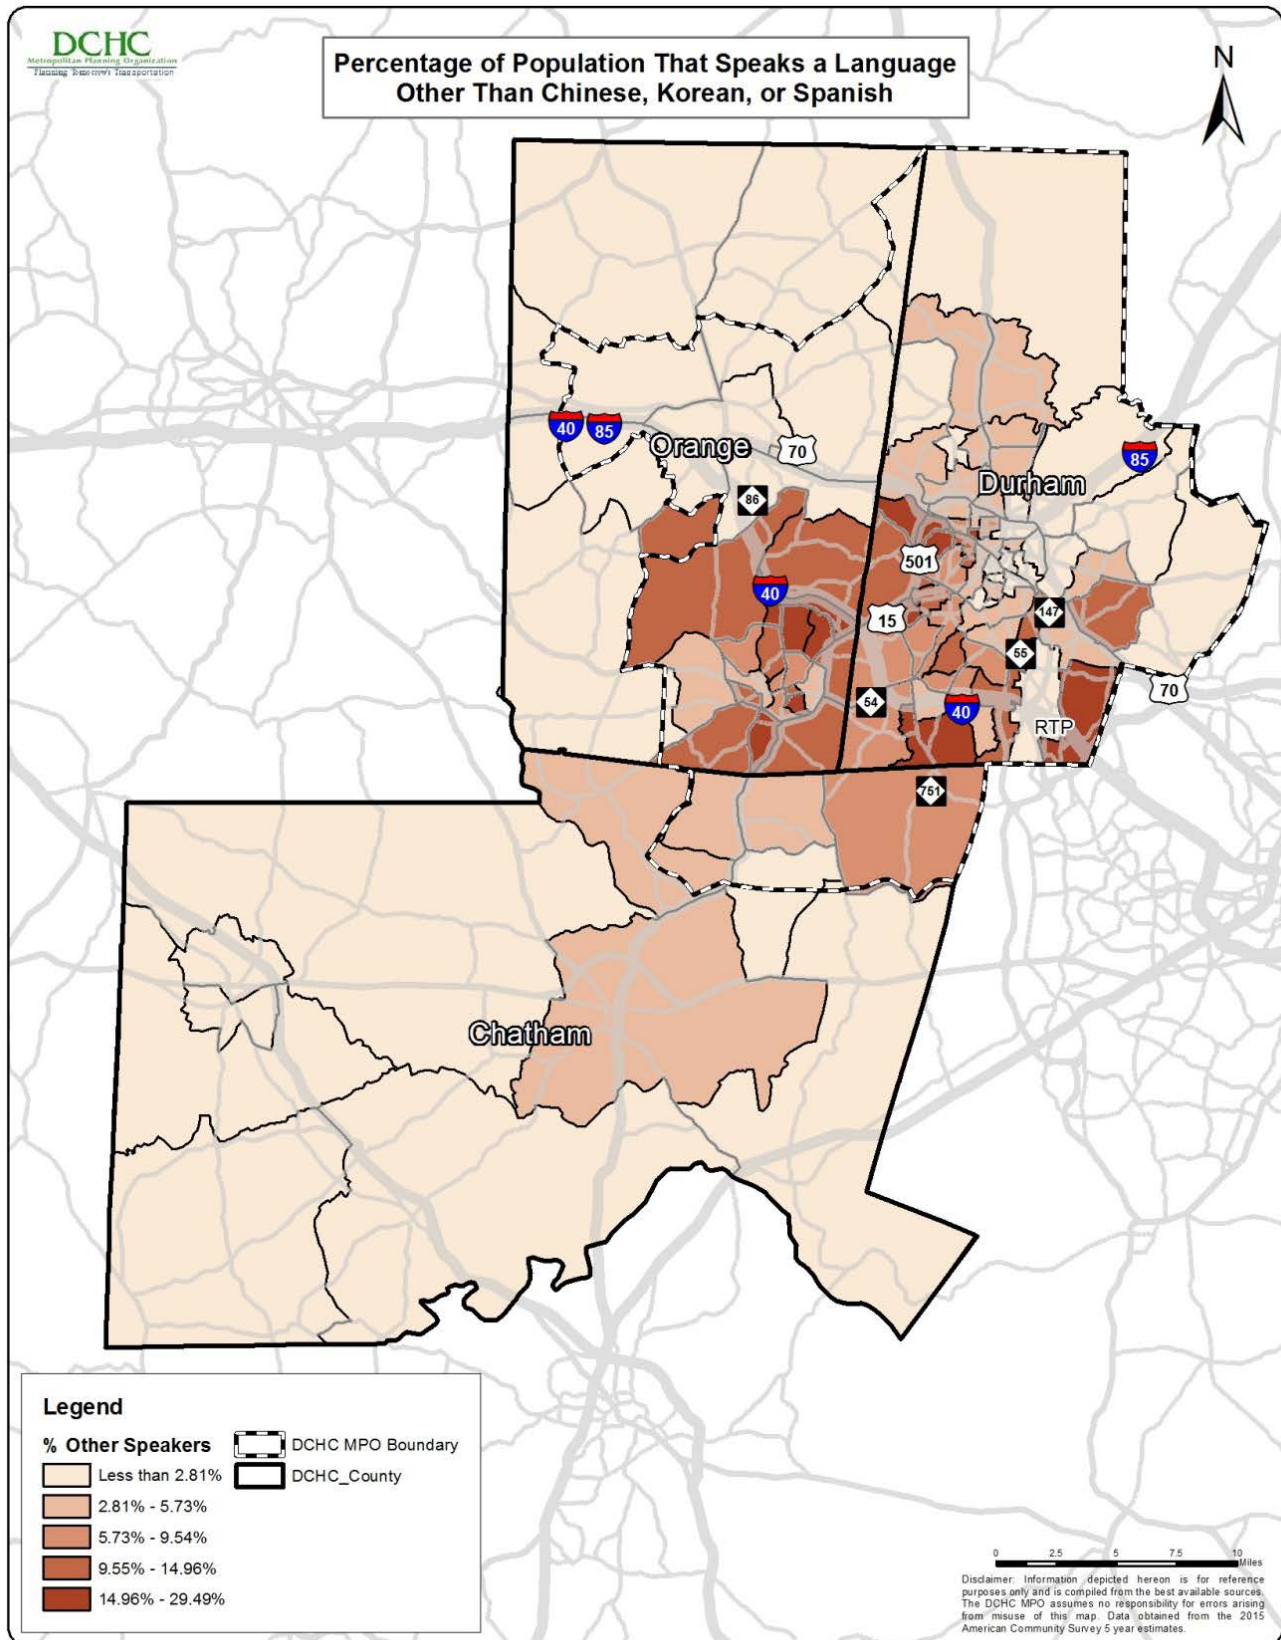 DCHC
Metropolitan Planning Organization
Planning Tomorrow's Transportation
Percentage of Population That Speaks a Language
Other Than Chinese, Korean, or Spanish
N
40
85
Orange
70
86
Durham
85
501
40
15
147
55
54
40
70
RTP
751
Chatham
Legend
% Other Speakers
Less than 2.81%
2.81% - 5.73%
5.73% - 9.54%
9.55% - 14.96%
14.96% - 29.49%
DCHC MPO Boundary
DCHC_County
0 2.5 5 7.5 10
Miles
Disclaimer: Information depicted hereon is for reference
purposes only and is compiled from the best available sources.
The DCHC MPO assumes no responsibility for errors arising
from misuse of this map. Data obtained from the 2015
American Community Survey 5 year estimates.